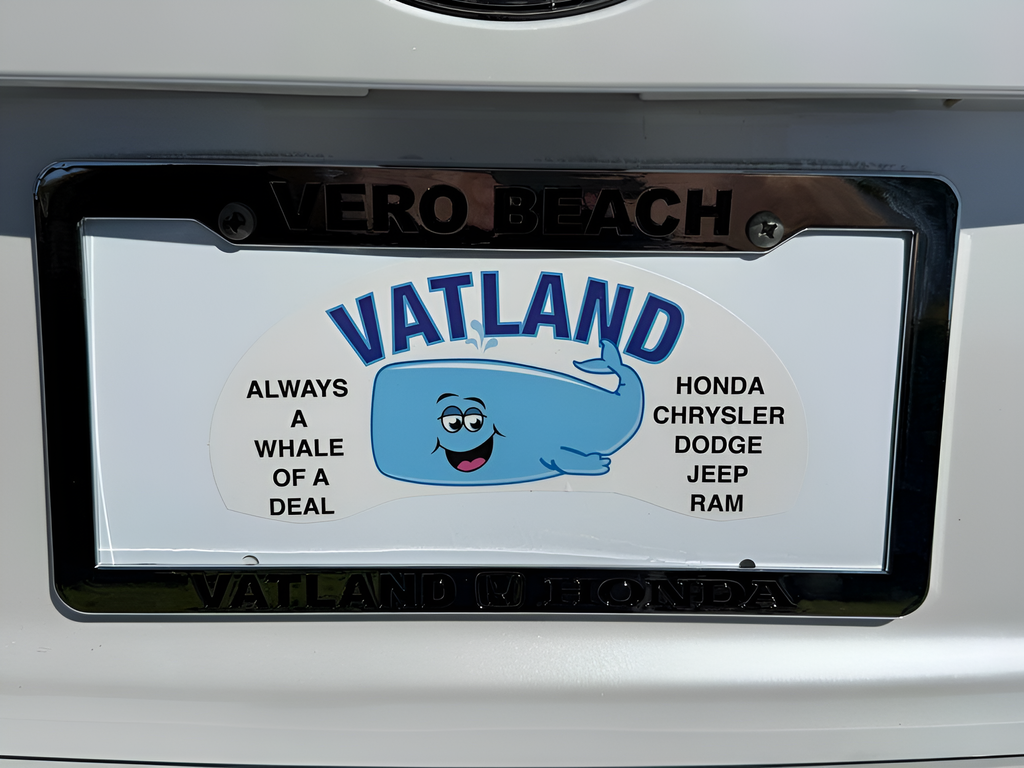 VERO BEACH
VATLAND
ALWAYS
A
WHALE
OF A
DEAL
HONDA
CHRYSLER
DODGE
JEEP
RAM
VATLAND HONDA